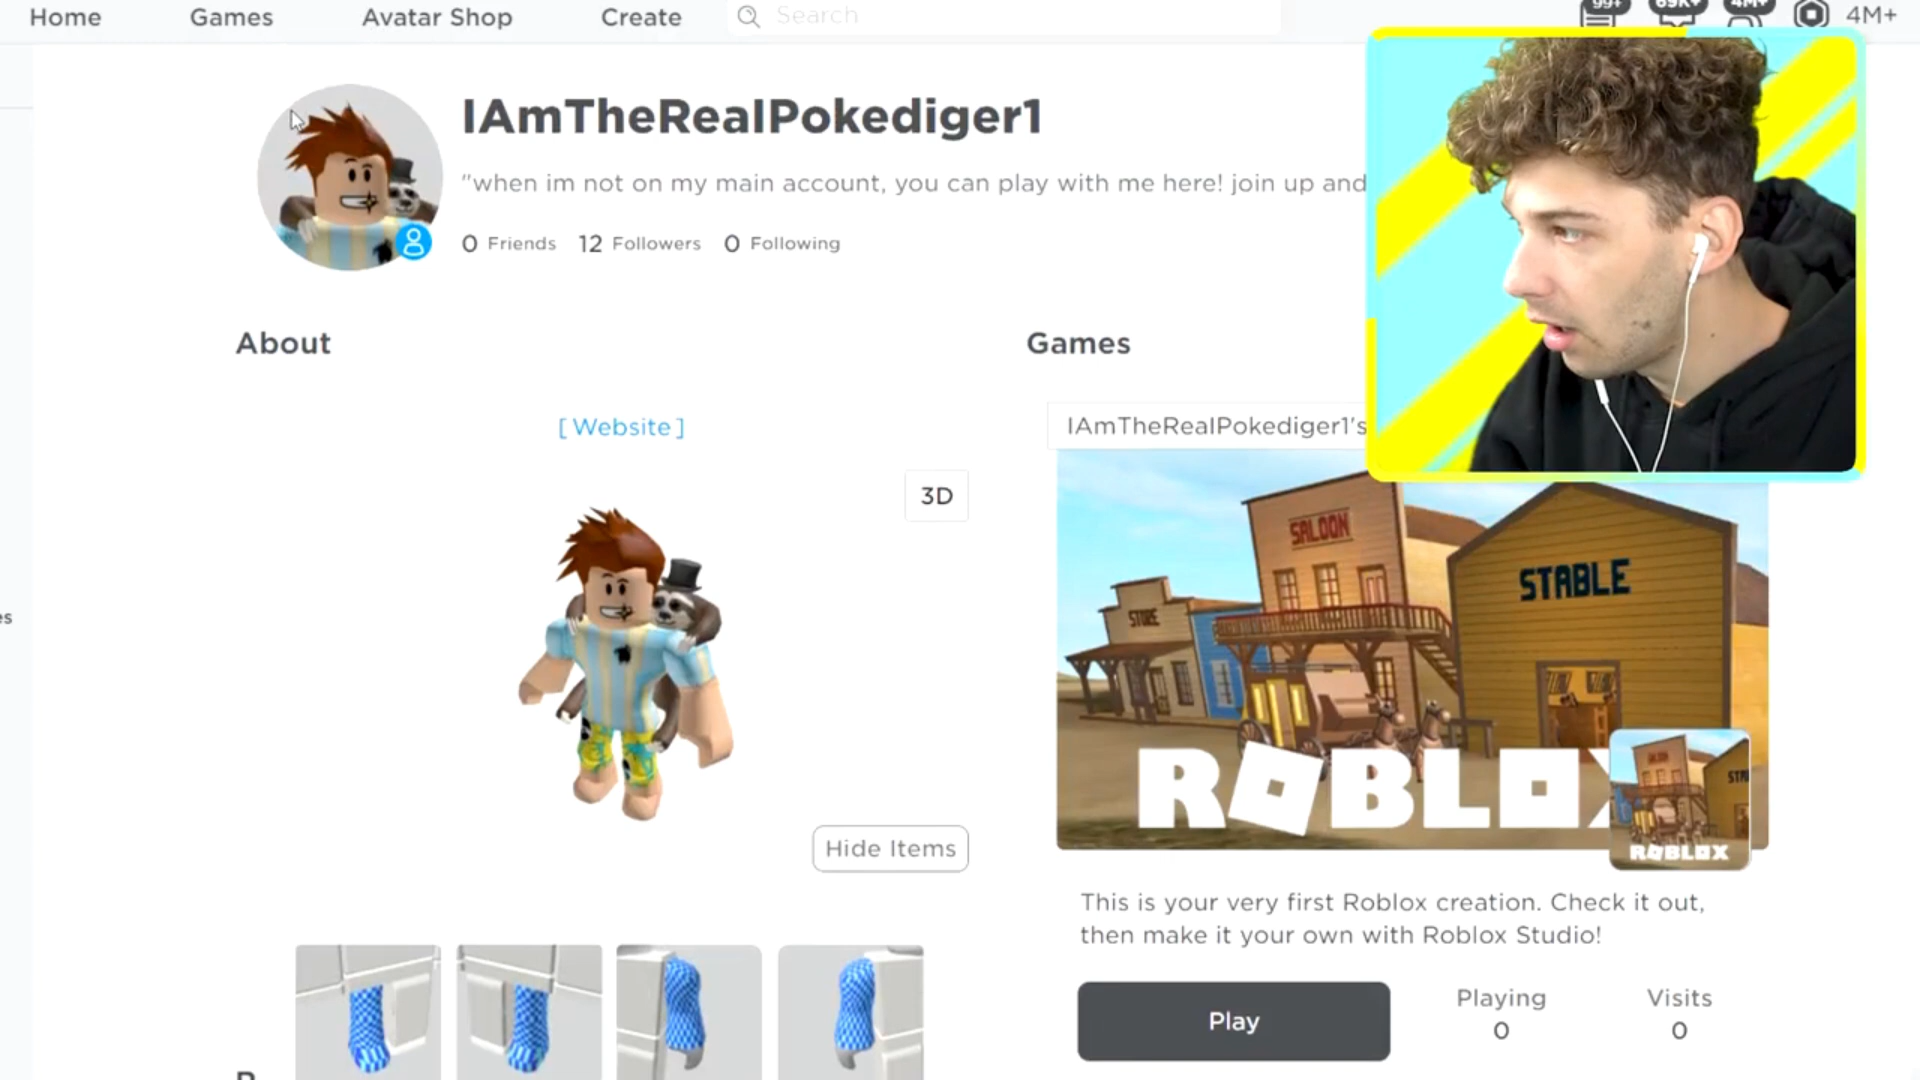 Home Games Avatar Shop Create Search 99+ 69K+ 4M+ 4M+
IAmTheRealPokediger1
"when im not on my main account, you can play with me here! join up and
0 Friends 12 Followers 0 Following
About
Games
[ Website ]
IAmTheRealPokediger1's
3D
SALOON
STABLE
STORE
ROBLOX
ROBLOX
Hide Items
This is your very first Roblox creation. Check it out,
then make it your own with Roblox Studio!
Play
Playing Visits
0 0